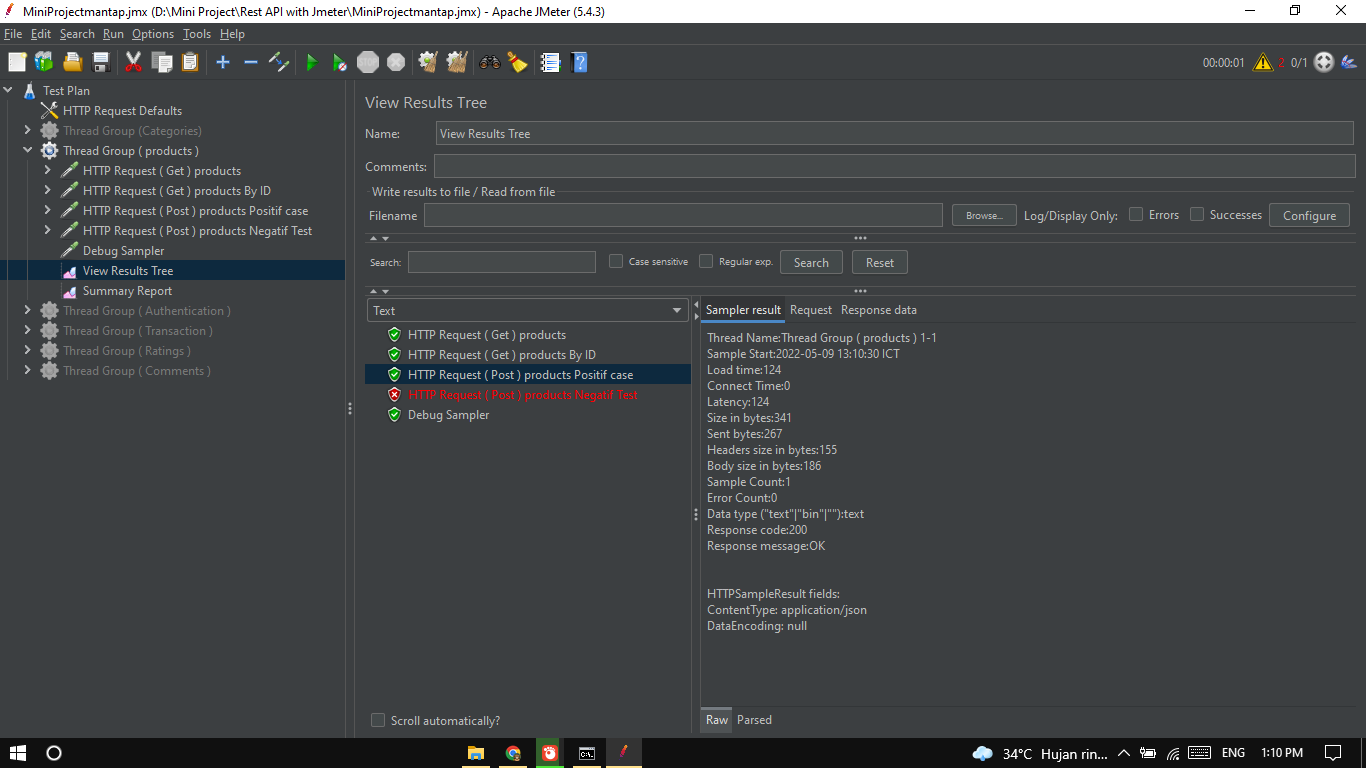 MiniProjectmantap.jmx (D:\Mini Project\Rest API with Jmeter\MiniProjectmantap.jmx) - Apache JMeter (5.4.3)
File Edit Search Run Options Tools Help
STOP
00:00:01 2 0/1
Test Plan
HTTP Request Defaults
Thread Group (Categories)
Thread Group ( products )
HTTP Request ( Get ) products
HTTP Request ( Get ) products By ID
HTTP Request ( Post ) products Positif case
HTTP Request ( Post ) products Negatif Test
Debug Sampler
View Results Tree
Summary Report
Thread Group ( Authentication )
Thread Group ( Transaction )
Thread Group ( Ratings )
Thread Group ( Comments )
View Results Tree
Name: View Results Tree
Comments:
Write results to file / Read from file
Filename Browse... Log/Display Only: Errors Successes Configure
Search: Case sensitive Regular exp. Search Reset
Text
HTTP Request ( Get ) products
HTTP Request ( Get ) products By ID
HTTP Request ( Post ) products Positif case
HTTP Request ( Post ) products Negatif Test
Debug Sampler
Scroll automatically?
Sampler result Request Response data
Thread Name:Thread Group ( products ) 1-1
Sample Start:2022-05-09 13:10:30 ICT
Load time:124
Connect Time:0
Latency:124
Size in bytes:341
Sent bytes:267
Headers size in bytes:155
Body size in bytes:186
Sample Count:1
Error Count:0
Data type ("text"|"bin"|""):text
Response code:200
Response message:OK
HTTPSampleResult fields:
ContentType: application/json
DataEncoding: null
Raw Parsed
34°C Hujan rin... ENG 1:10 PM